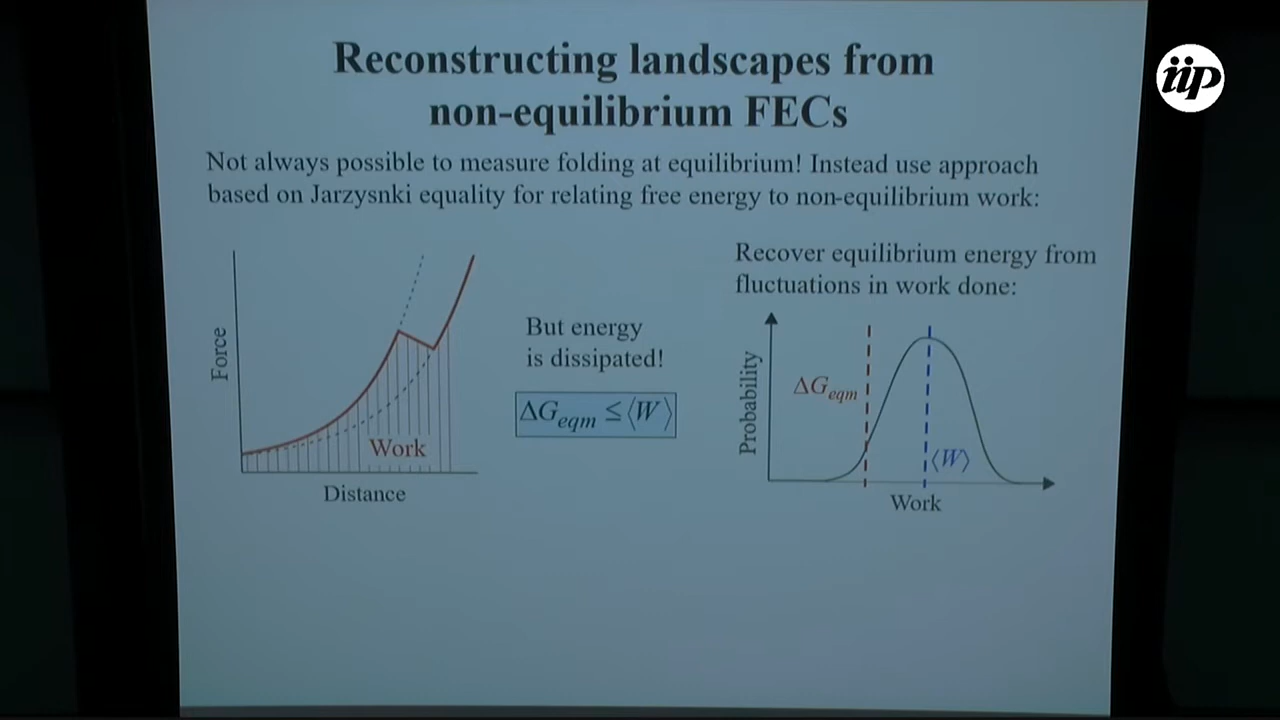 Reconstructing landscapes from
non-equilibrium FECs
Not always possible to measure folding at equilibrium! Instead use approach
based on Jarzysnki equality for relating free energy to non-equilibrium work:
Force
Work
Distance
But energy
is dissipated!
ΔG_eqm ≤ ⟨W⟩
Recover equilibrium energy from
fluctuations in work done:
Probability
ΔG_eqm
⟨W⟩
Work
iip